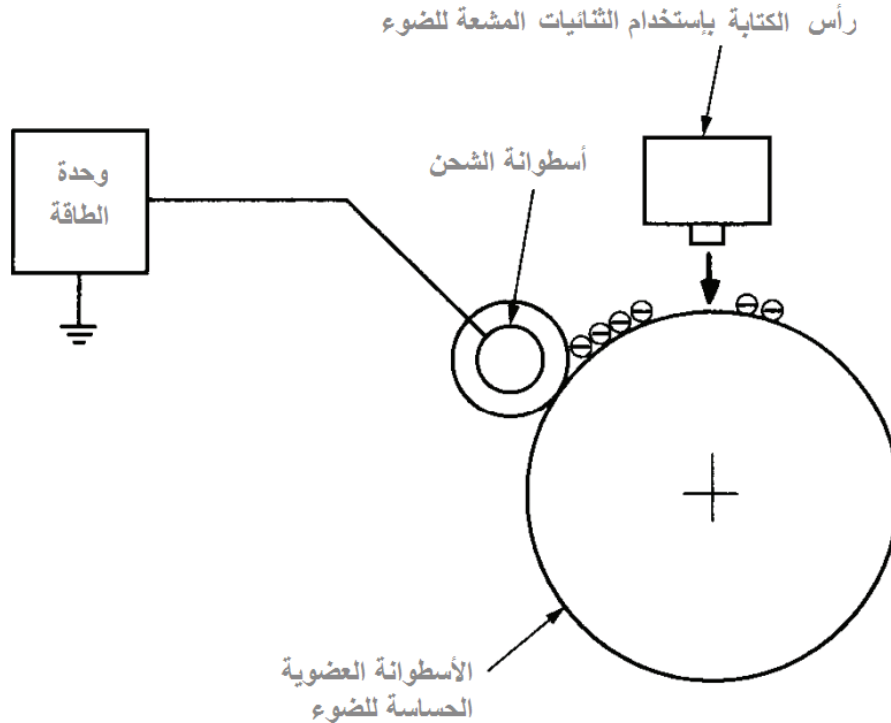 رأس الكتابة بإستخدام الثنائيات المشعة للضوء
أسطوانة الشحن
وحدة
الطاقة
الأسطوانة العضوية
الحساسة للضوء